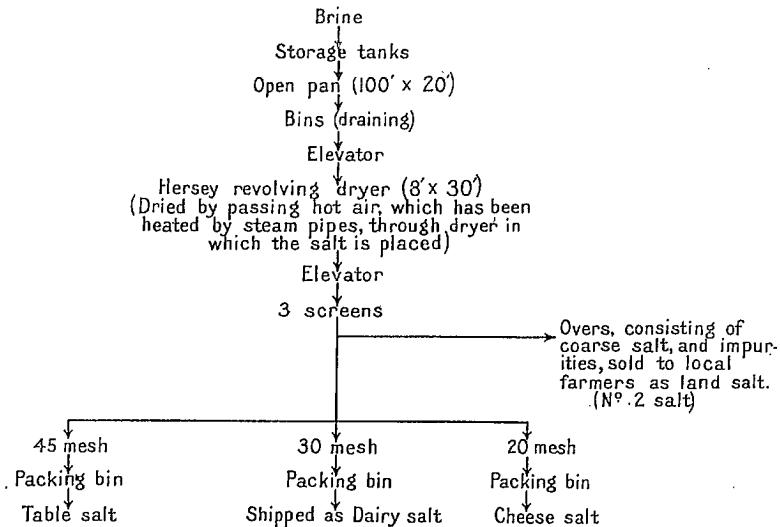 Brine
Storage tanks
Open pan (100' x 20')
Bins (draining)
Elevator
Hersey revolving dryer (8' x 30')
(Dried by passing hot air, which has been
heated by steam pipes, through dryer in
which the salt is placed)
Elevator
3 screens
Overs, consisting of
coarse salt, and impur-
ities, sold to local
farmers as land salt.
(Nº. 2 salt)
45 mesh
30 mesh
20 mesh
Packing bin
Packing bin
Packing bin
Table salt
Shipped as Dairy salt
Cheese salt